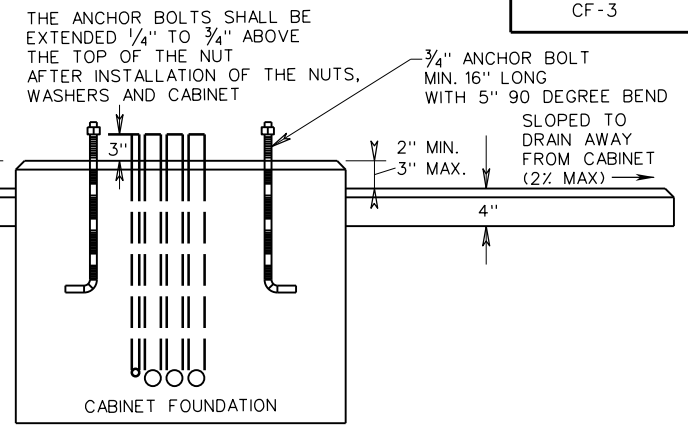 CF-3
THE ANCHOR BOLTS SHALL BE
EXTENDED 1/4" TO 3/4" ABOVE
THE TOP OF THE NUT
AFTER INSTALLATION OF THE NUTS,
WASHERS AND CABINET
3/4" ANCHOR BOLT
MIN. 16" LONG
WITH 5" 90 DEGREE BEND
SLOPED TO
DRAIN AWAY
FROM CABINET
(2% MAX)
3"
2" MIN.
3" MAX.
4"
CABINET FOUNDATION